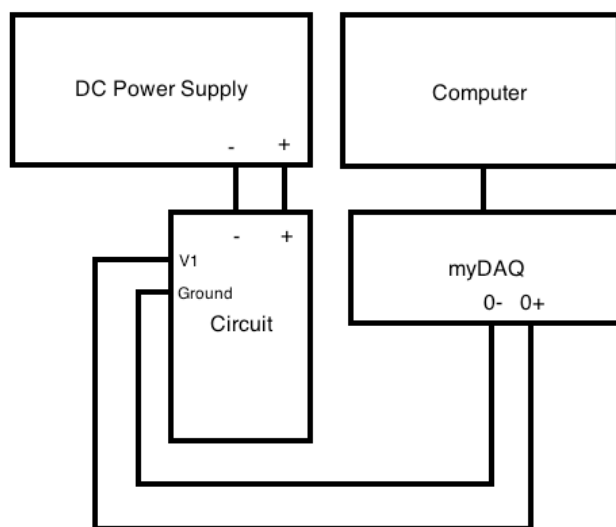 DC Power Supply
- +
Computer
- +
V1
Ground
Circuit
myDAQ
0- 0+